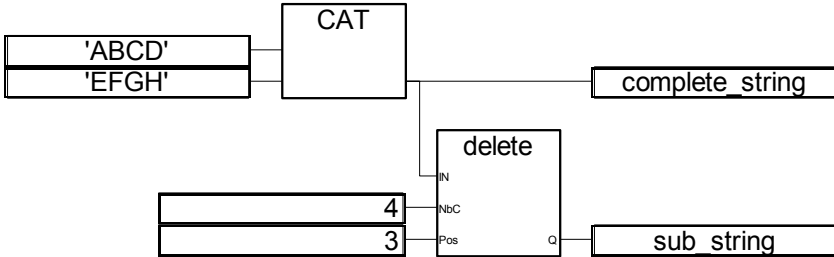 CAT
'ABCD'
'EFGH'
complete_string
delete
IN
4
NbC
3
Pos
Q
sub_string